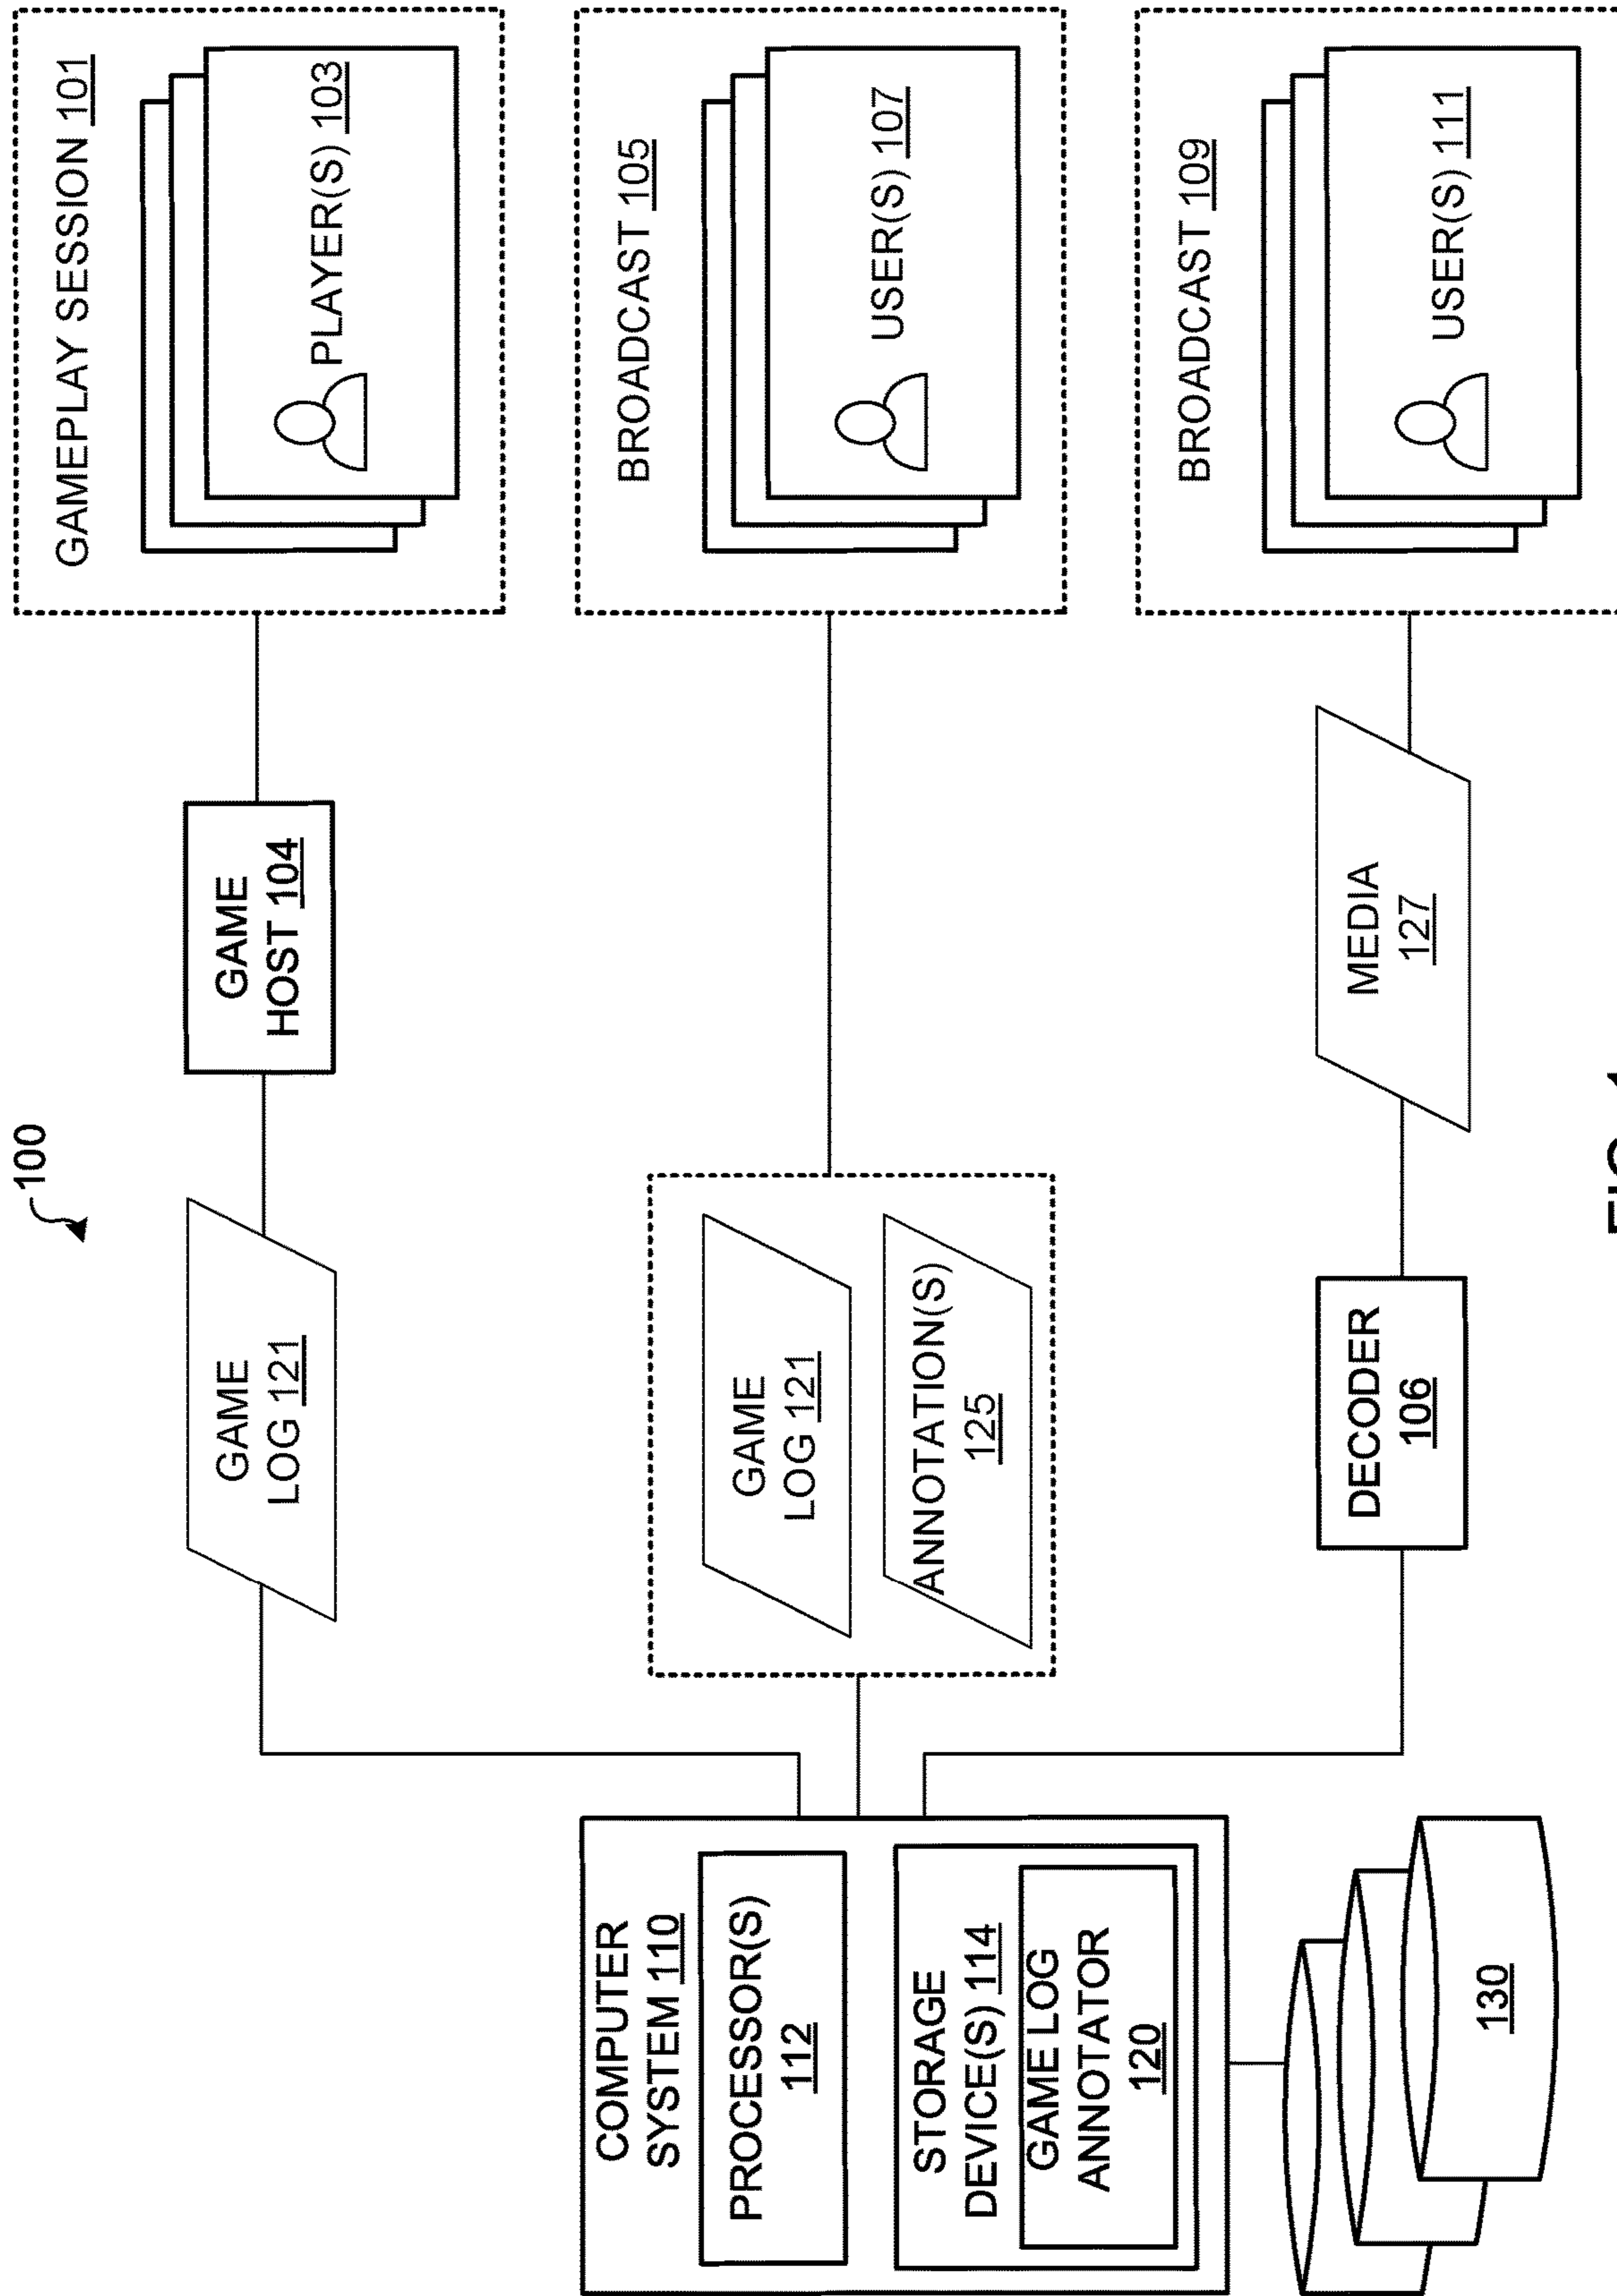 100
GAMEPLAY SESSION 101
PLAYER(S) 103
GAME
HOST 104
GAME
LOG 121
BROADCAST 105
USER(S) 107
GAME
LOG 121
ANNOTATION(S)
125
COMPUTER
SYSTEM 110
PROCESSOR(S)
112
STORAGE
DEVICE(S) 114
GAME LOG
ANNOTATOR
120
130
BROADCAST 109
USER(S) 111
MEDIA
127
DECODER
106